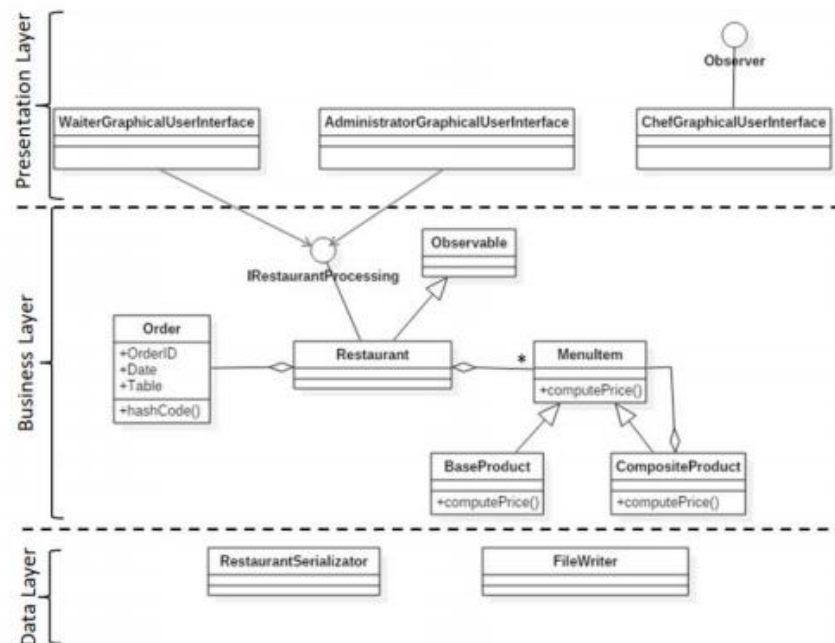 Presentation Layer
Observer
WaiterGraphicalUserInterface
AdministratorGraphicalUserInterface
ChefGraphicalUserInterface
Business Layer
Observable
IRestaurantProcessing
Order
+OrderID
+Date
+Table
+hashCode()
Restaurant
*
MenuItem
+computePrice()
BaseProduct
+computePrice()
CompositeProduct
+computePrice()
Data Layer
RestaurantSerializator
FileWriter